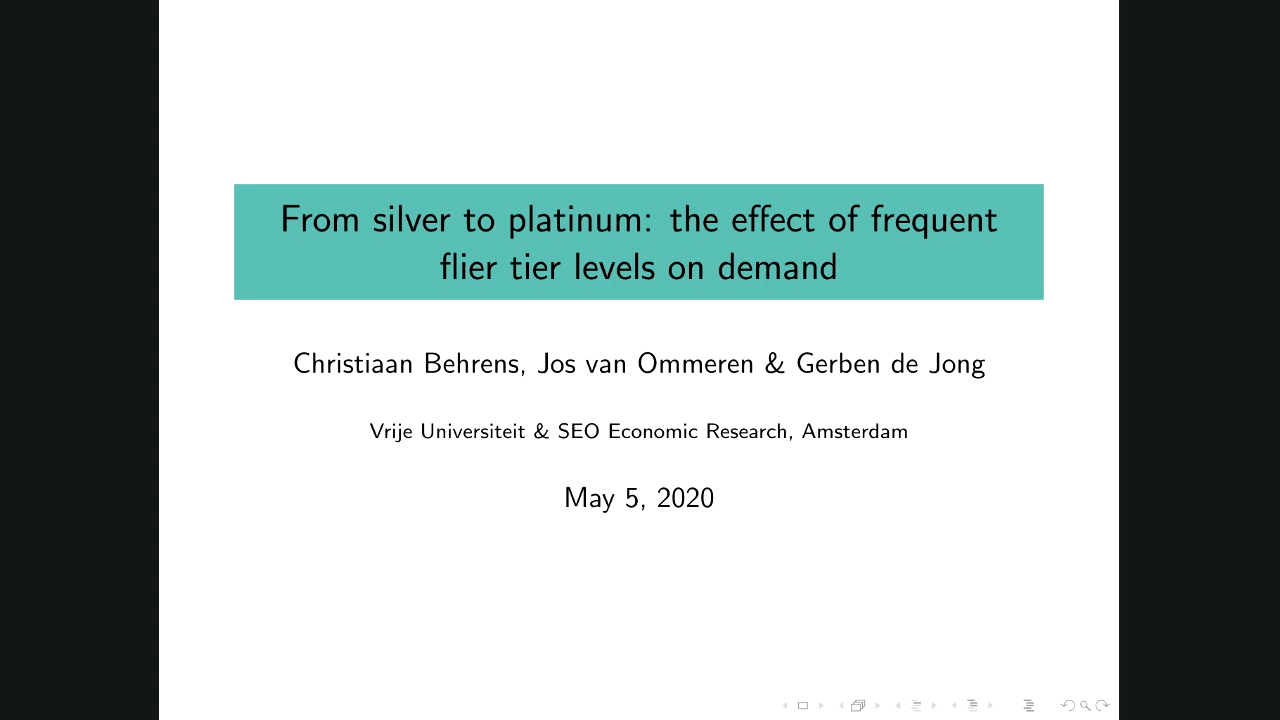 From silver to platinum: the effect of frequent
flier tier levels on demand
Christiaan Behrens, Jos van Ommeren & Gerben de Jong
Vrije Universiteit & SEO Economic Research, Amsterdam
May 5, 2020